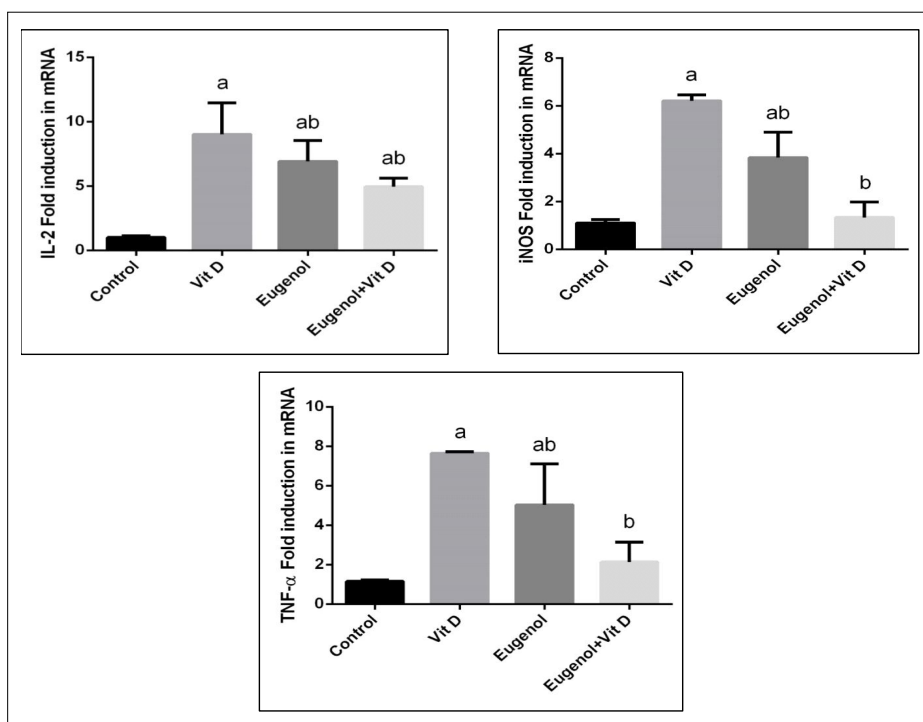 IL-2 Fold induction in mRNA
15
10
5
0
a
ab
ab
Control
Vit D
Eugenol
Eugenol+Vit D
iNOS Fold induction in mRNA
8
6
4
2
0
a
ab
b
Control
Vit D
Eugenol
Eugenol+Vit D
TNF-α Fold induction in mRNA
10
8
6
4
2
0
a
ab
b
Control
Vit D
Eugenol
Eugenol+Vit D